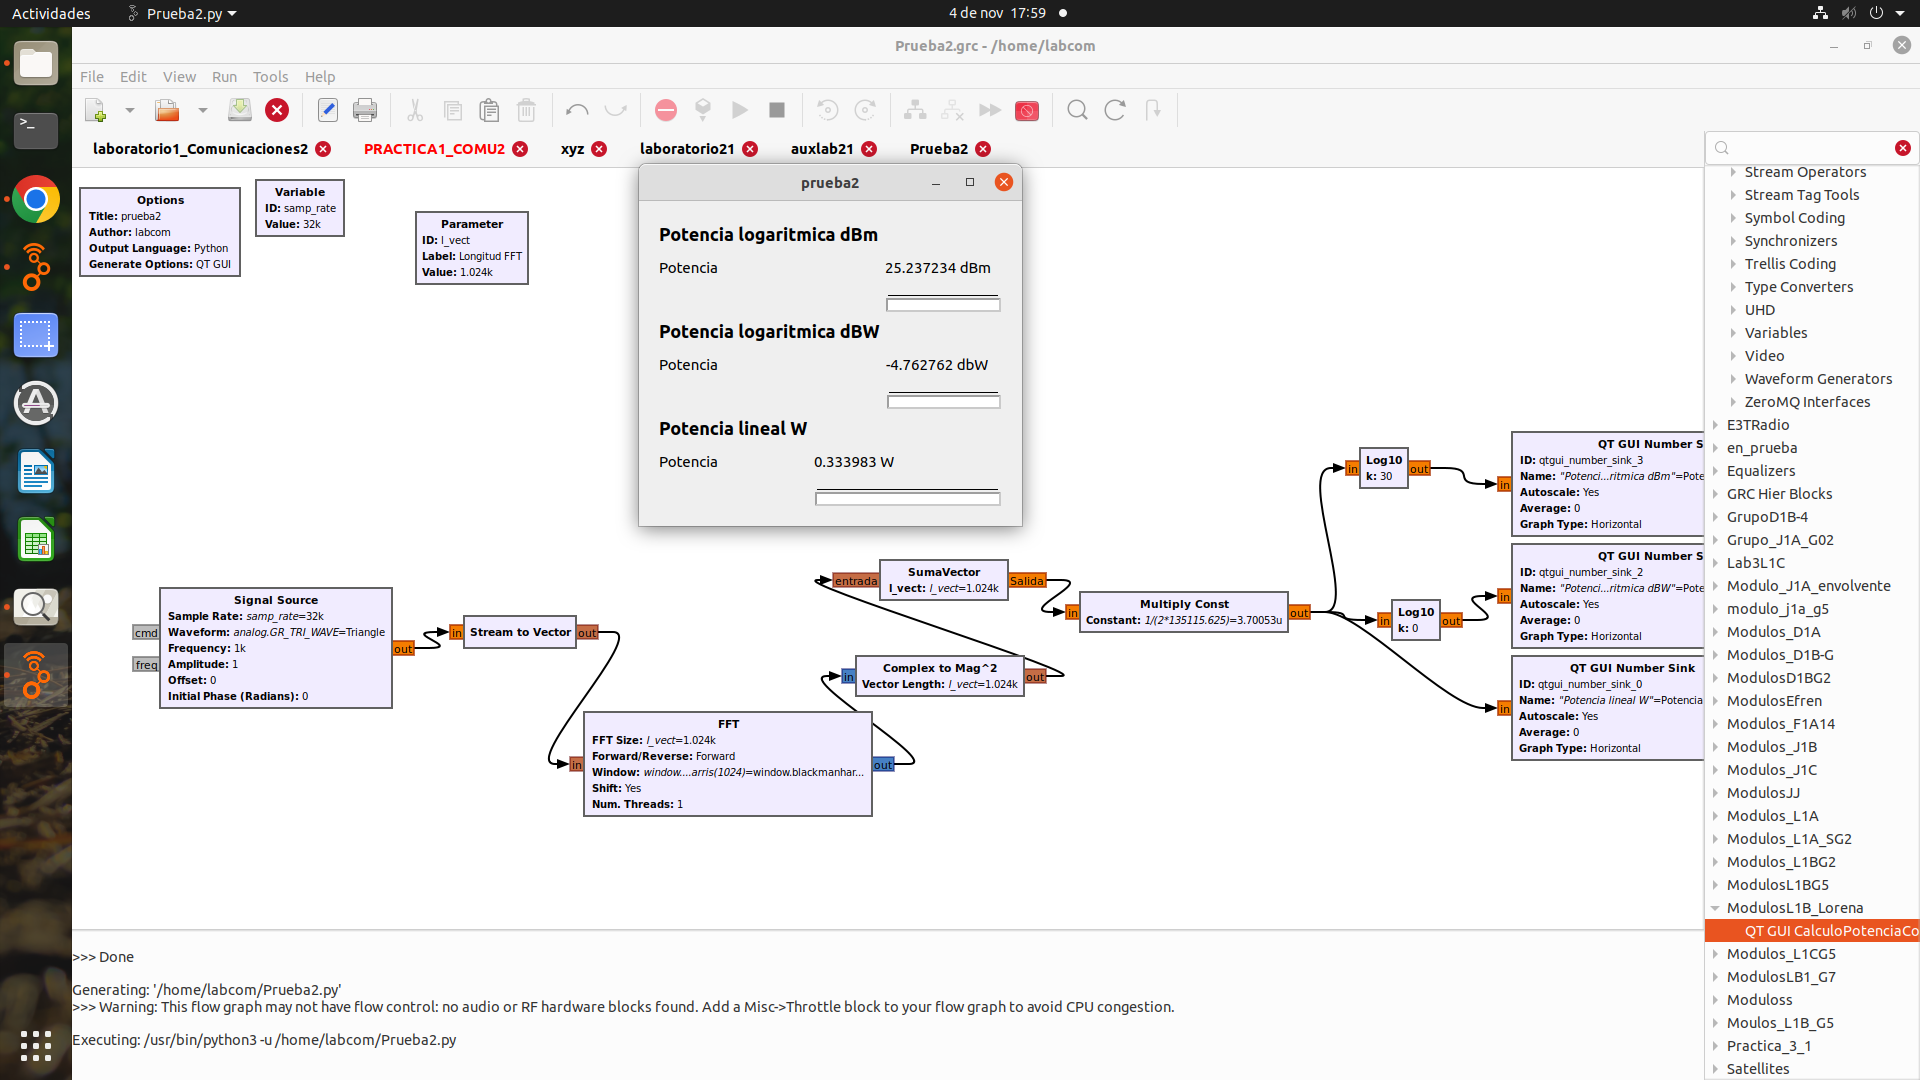 Actividades
Prueba2.py
4 de nov 17:59
Prueba2.grc - /home/labcom
File Edit View Run Tools Help
laboratorio1_Comunicaciones2
PRACTICA1_COMU2
xyz
laboratorio21
auxlab21
Prueba2
Options
Title: prueba2
Author: labcom
Output Language: Python
Generate Options: QT GUI
Variable
ID: samp_rate
Value: 32k
Parameter
ID: l_vect
Label: Longitud FFT
Value: 1.024k
prueba2
Potencia logaritmica dBm
Potencia 25.237234 dBm
Potencia logaritmica dBW
Potencia -4.762762 dbW
Potencia lineal W
Potencia 0.333983 W
Signal Source
Sample Rate: samp_rate=32k
Waveform: analog.GR_TRI_WAVE=Triangle
Frequency: 1k
Amplitude: 1
Offset: 0
Initial Phase (Radians): 0
cmd
freq
out
in
Stream to Vector
out
FFT
FFT Size: l_vect=1.024k
Forward/Reverse: Forward
Window: window....arris(1024)=window.blackmanhar...
Shift: Yes
Num. Threads: 1
in
out
in
Complex to Mag^2
Vector Length: l_vect=1.024k
out
entrada
SumaVector
l_vect: l_vect=1.024k
Salida
in
Multiply Const
Constant: 1/(2*135115.625)=3.70053u
out
in
Log10
k: 30
out
in
Log10
k: 0
out
in
QT GUI Number S
ID: qtgui_number_sink_3
Name: "Potenci...ritmica dBm"=Pote
Autoscale: Yes
Average: 0
Graph Type: Horizontal
in
QT GUI Number S
ID: qtgui_number_sink_2
Name: "Potenci...ritmica dBW"=Pote
Autoscale: Yes
Average: 0
Graph Type: Horizontal
in
QT GUI Number Sink
ID: qtgui_number_sink_0
Name: "Potencia lineal W"=Potencia
Autoscale: Yes
Average: 0
Graph Type: Horizontal
Stream Operators
Stream Tag Tools
Symbol Coding
Synchronizers
Trellis Coding
Type Converters
UHD
Variables
Video
Waveform Generators
ZeroMQ Interfaces
E3TRadio
en_prueba
Equalizers
GRC Hier Blocks
GrupoD1B-4
Grupo_J1A_G02
Lab3L1C
Modulo_J1A_envolvente
modulo_j1a_g5
Modulos_D1A
Modulos_D1B-G
ModulosD1BG2
ModulosEfren
Modulos_F1A14
Modulos_J1B
Modulos_J1C
ModulosJJ
Modulos_L1A
Modulos_L1A_SG2
Modulos_L1BG2
ModulosL1BG5
ModulosL1B_Lorena
QT GUI CalculoPotenciaCo
Modulos_L1CG5
ModulosLB1_G7
Moduloss
Moulos_L1B_G5
Practica_3_1
Satellites
>>> Done
Generating: '/home/labcom/Prueba2.py'
>>> Warning: This flow graph may not have flow control: no audio or RF hardware blocks found. Add a Misc->Throttle block to your flow graph to avoid CPU congestion.
Executing: /usr/bin/python3 -u /home/labcom/Prueba2.py